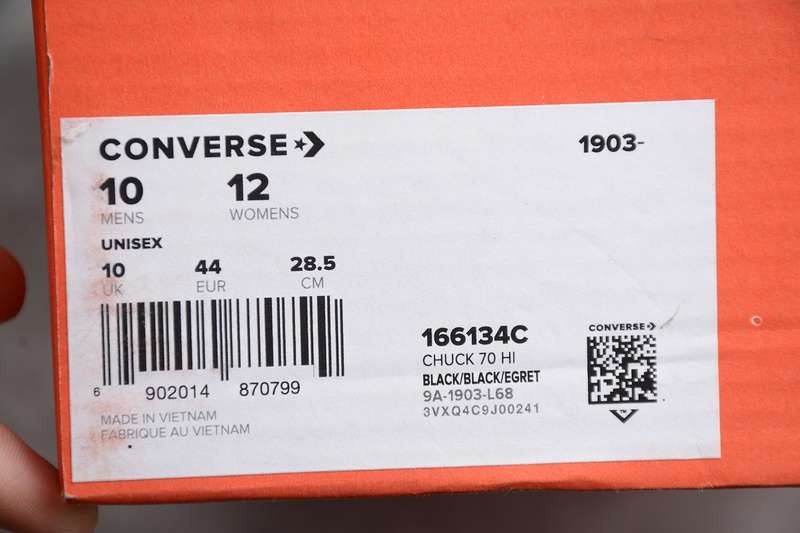 CONVERSE
1903-
10 12
MENS WOMENS
UNISEX
10 44 28.5
UK EUR CM
6 902014 870799
MADE IN VIETNAM
FABRIQUE AU VIETNAM
166134C
CHUCK 70 HI
BLACK/BLACK/EGRET
9A-1903-L68
3VXQ4C9J00241
CONVERSE